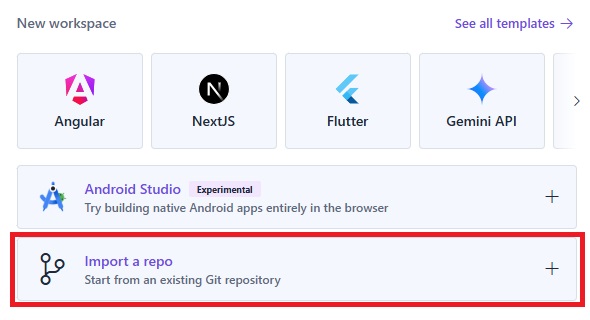 New workspace
See all templates →
Angular
NextJS
Flutter
Gemini API
Android Studio Experimental
Try building native Android apps entirely in the browser
Import a repo
Start from an existing Git repository